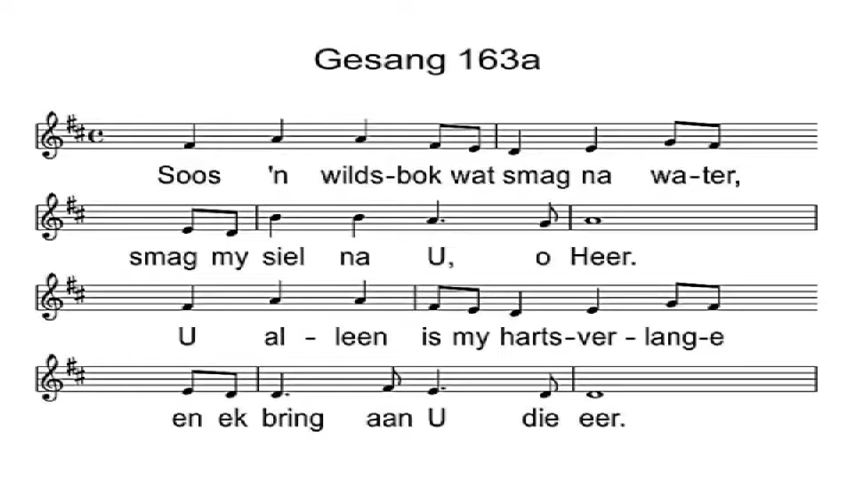 Gesang 163a
Soos 'n wilds-bok wat smag na wa-ter,
smag my siel na U, o Heer.
U al-leen is my harts-ver-lang-e
en ek bring aan U die eer.